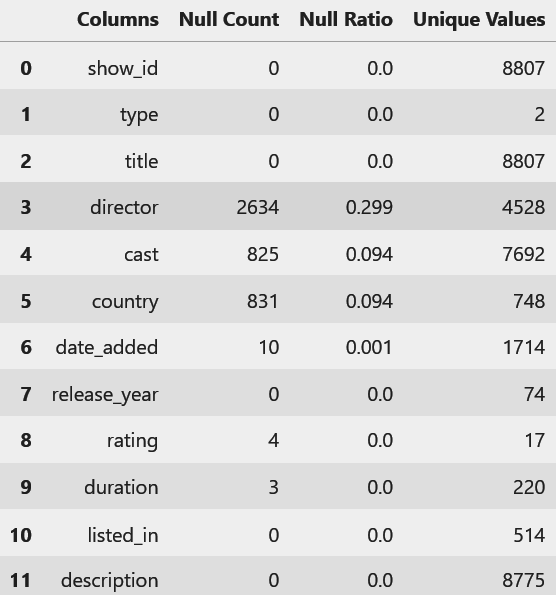 Columns Null Count Null Ratio Unique Values
0 show_id 0 0.0 8807
1 type 0 0.0 2
2 title 0 0.0 8807
3 director 2634 0.299 4528
4 cast 825 0.094 7692
5 country 831 0.094 748
6 date_added 10 0.001 1714
7 release_year 0 0.0 74
8 rating 4 0.0 17
9 duration 3 0.0 220
10 listed_in 0 0.0 514
11 description 0 0.0 8775